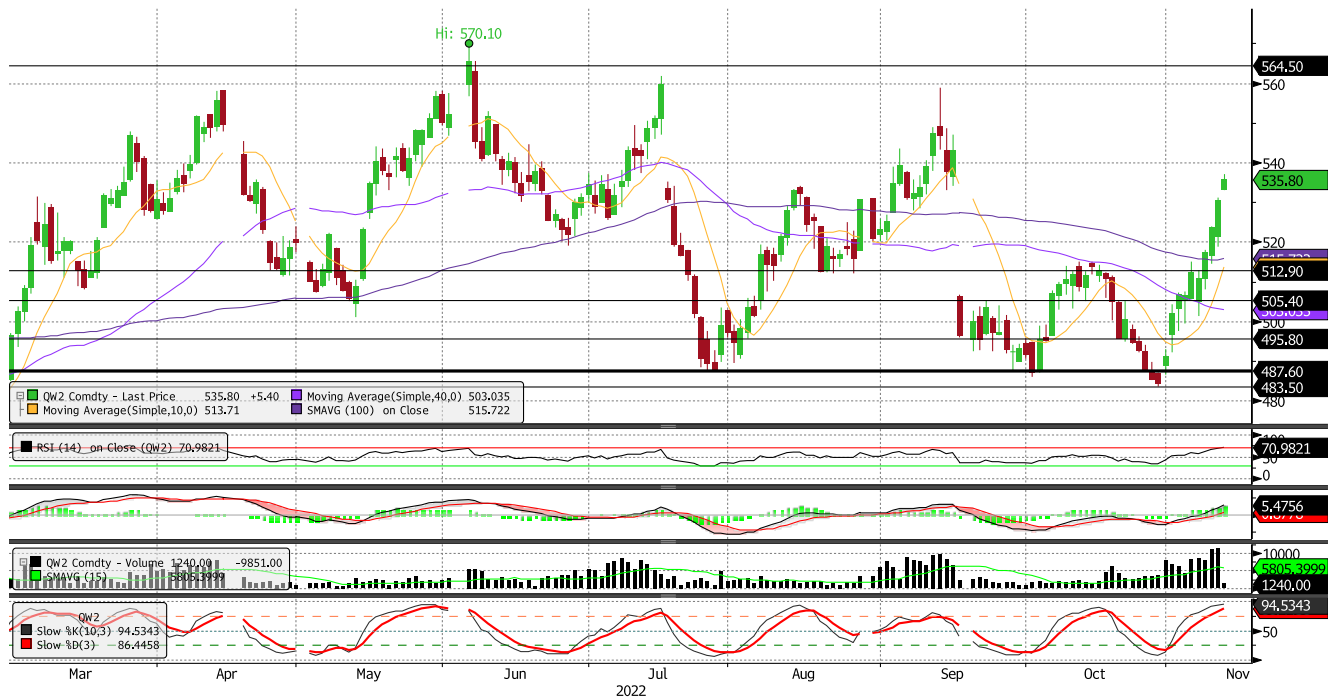 Hi: 570.10
564.50
560
540
535.80
520
515.722
512.90
505.40
503.035
500
495.80
487.60
483.50
480
QW2 Comdty - Last Price 535.80 +5.40 Moving Average(Simple,40,0) 503.035
Moving Average(Simple,10,0) 513.71 SMAVG (100) on Close 515.722
RSI (14) on Close (QW2) 70.9821
100
70.9821
50
0
5.4756
QW2 Comdty - Volume 1240.00 -9851.00
SMAVG (15) 5805.3999
10000
5805.3999
1240.00
QW2
Slow %K(10,3) 94.5343
Slow %D(3) 86.4458
94.5343
50
Mar Apr May Jun Jul Aug Sep Oct Nov
2022